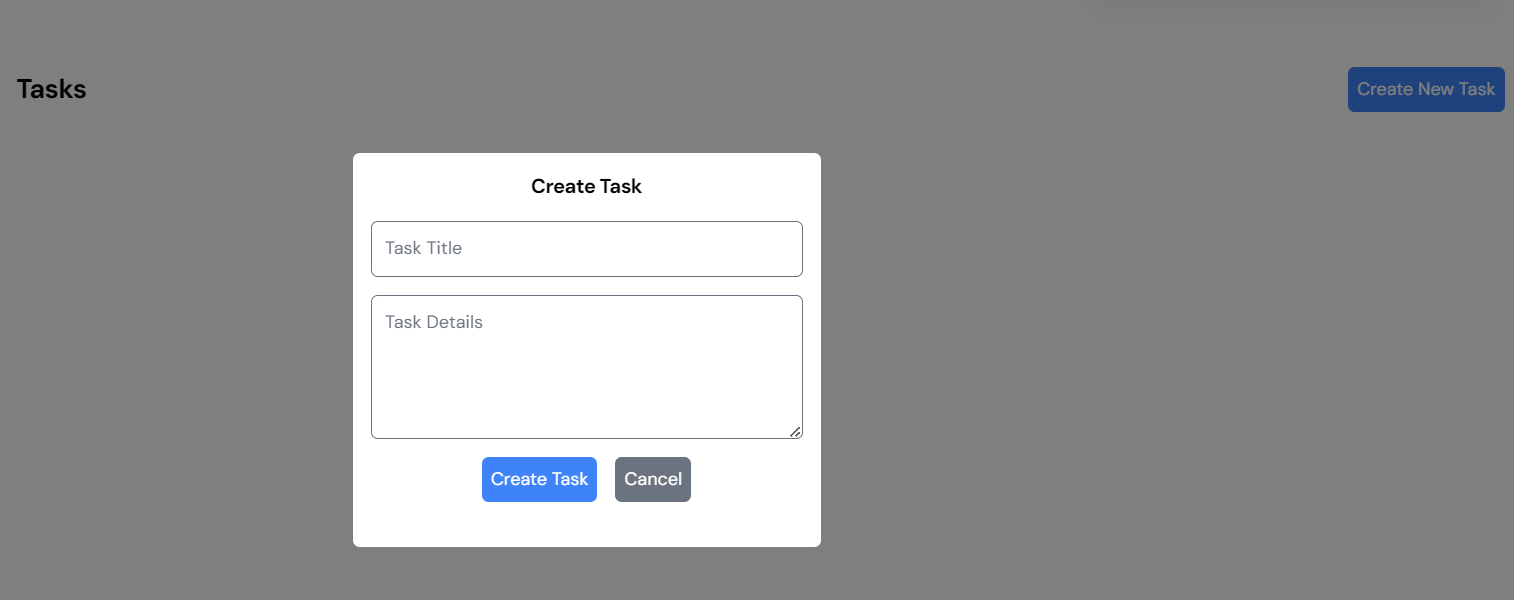 Tasks
Create New Task
Create Task
Task Title
Task Details
Create Task
Cancel